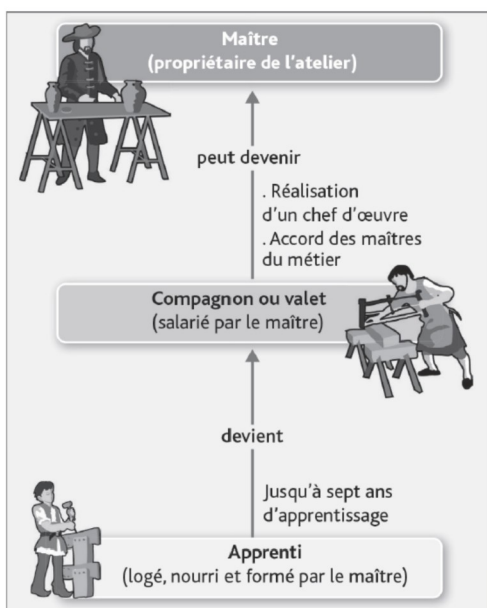 Maître
(propriétaire de l'atelier)
peut devenir
. Réalisation
d'un chef d'œuvre
. Accord des maîtres
du métier
Compagnon ou valet
(salarié par le maître)
devient
Jusqu'à sept ans
d'apprentissage
Apprenti
(logé, nourri et formé par le maître)